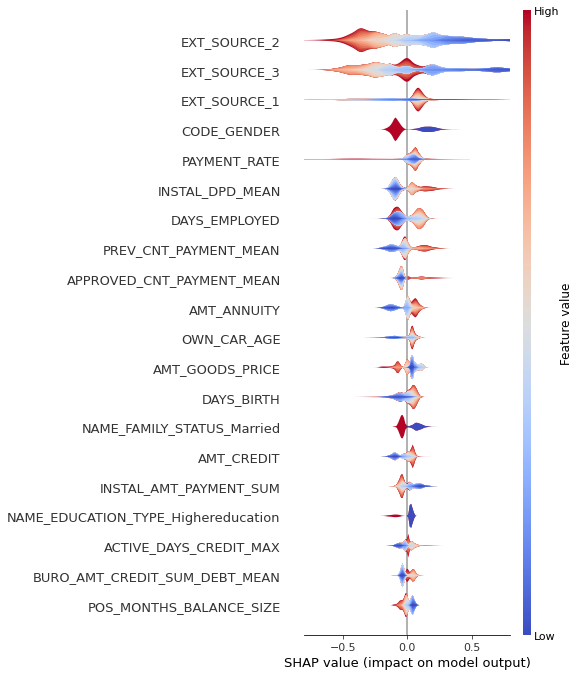 High
EXT_SOURCE_2
EXT_SOURCE_3
EXT_SOURCE_1
CODE_GENDER
PAYMENT_RATE
INSTAL_DPD_MEAN
DAYS_EMPLOYED
PREV_CNT_PAYMENT_MEAN
APPROVED_CNT_PAYMENT_MEAN
AMT_ANNUITY
OWN_CAR_AGE
AMT_GOODS_PRICE
DAYS_BIRTH
NAME_FAMILY_STATUS_Married
AMT_CREDIT
INSTAL_AMT_PAYMENT_SUM
NAME_EDUCATION_TYPE_Highereducation
ACTIVE_DAYS_CREDIT_MAX
BURO_AMT_CREDIT_SUM_DEBT_MEAN
POS_MONTHS_BALANCE_SIZE
Feature value
Low
−0.5 0.0 0.5
SHAP value (impact on model output)